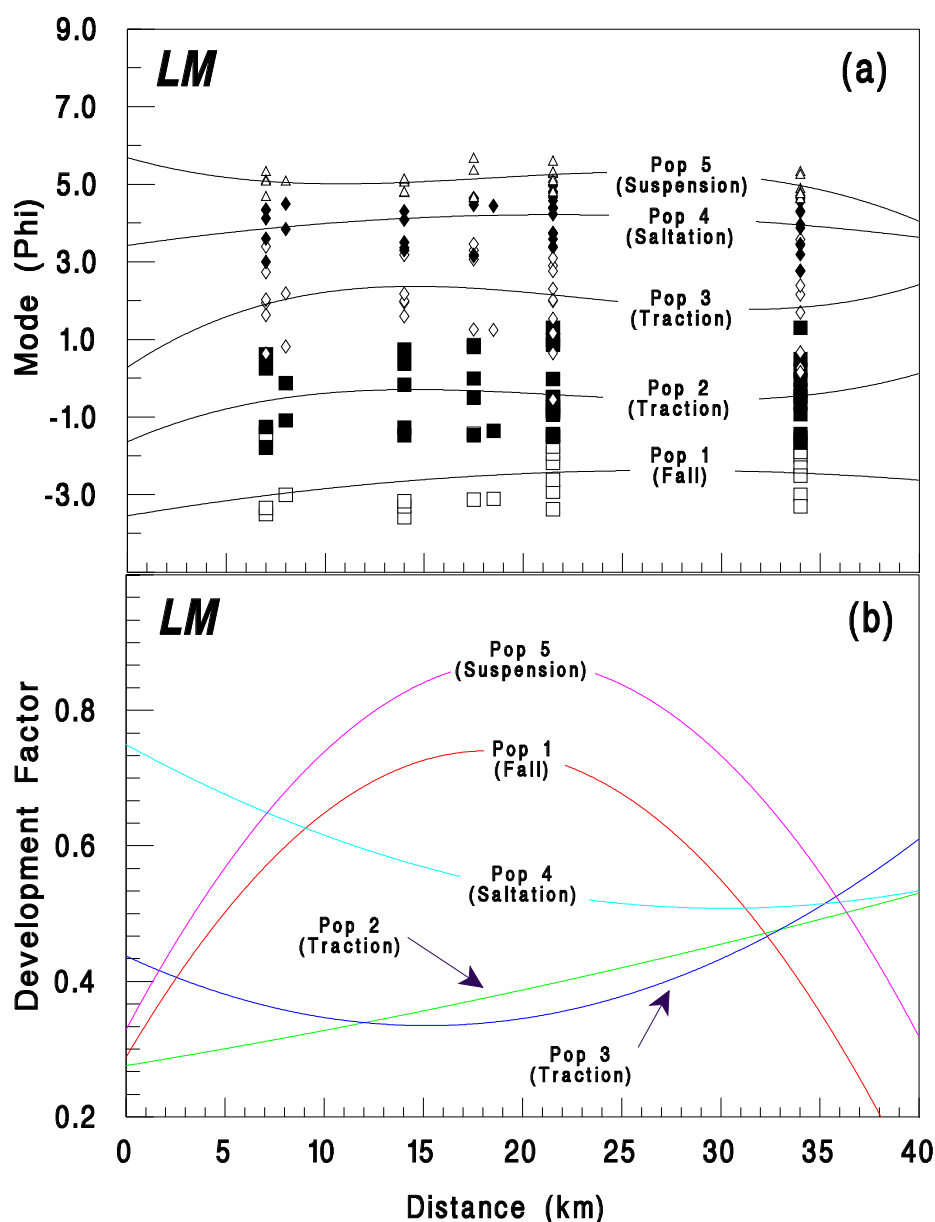 LM
(a)
9.0
7.0
5.0
3.0
1.0
-1.0
-3.0
Mode (Phi)
Pop 5
(Suspension)
Pop 4
(Saltation)
Pop 3
(Traction)
Pop 2
(Traction)
Pop 1
(Fall)
LM
(b)
0.8
0.6
0.4
0.2
Development Factor
Pop 5
(Suspension)
Pop 1
(Fall)
Pop 4
(Saltation)
Pop 2
(Traction)
Pop 3
(Traction)
0 5 10 15 20 25 30 35 40
Distance (km)